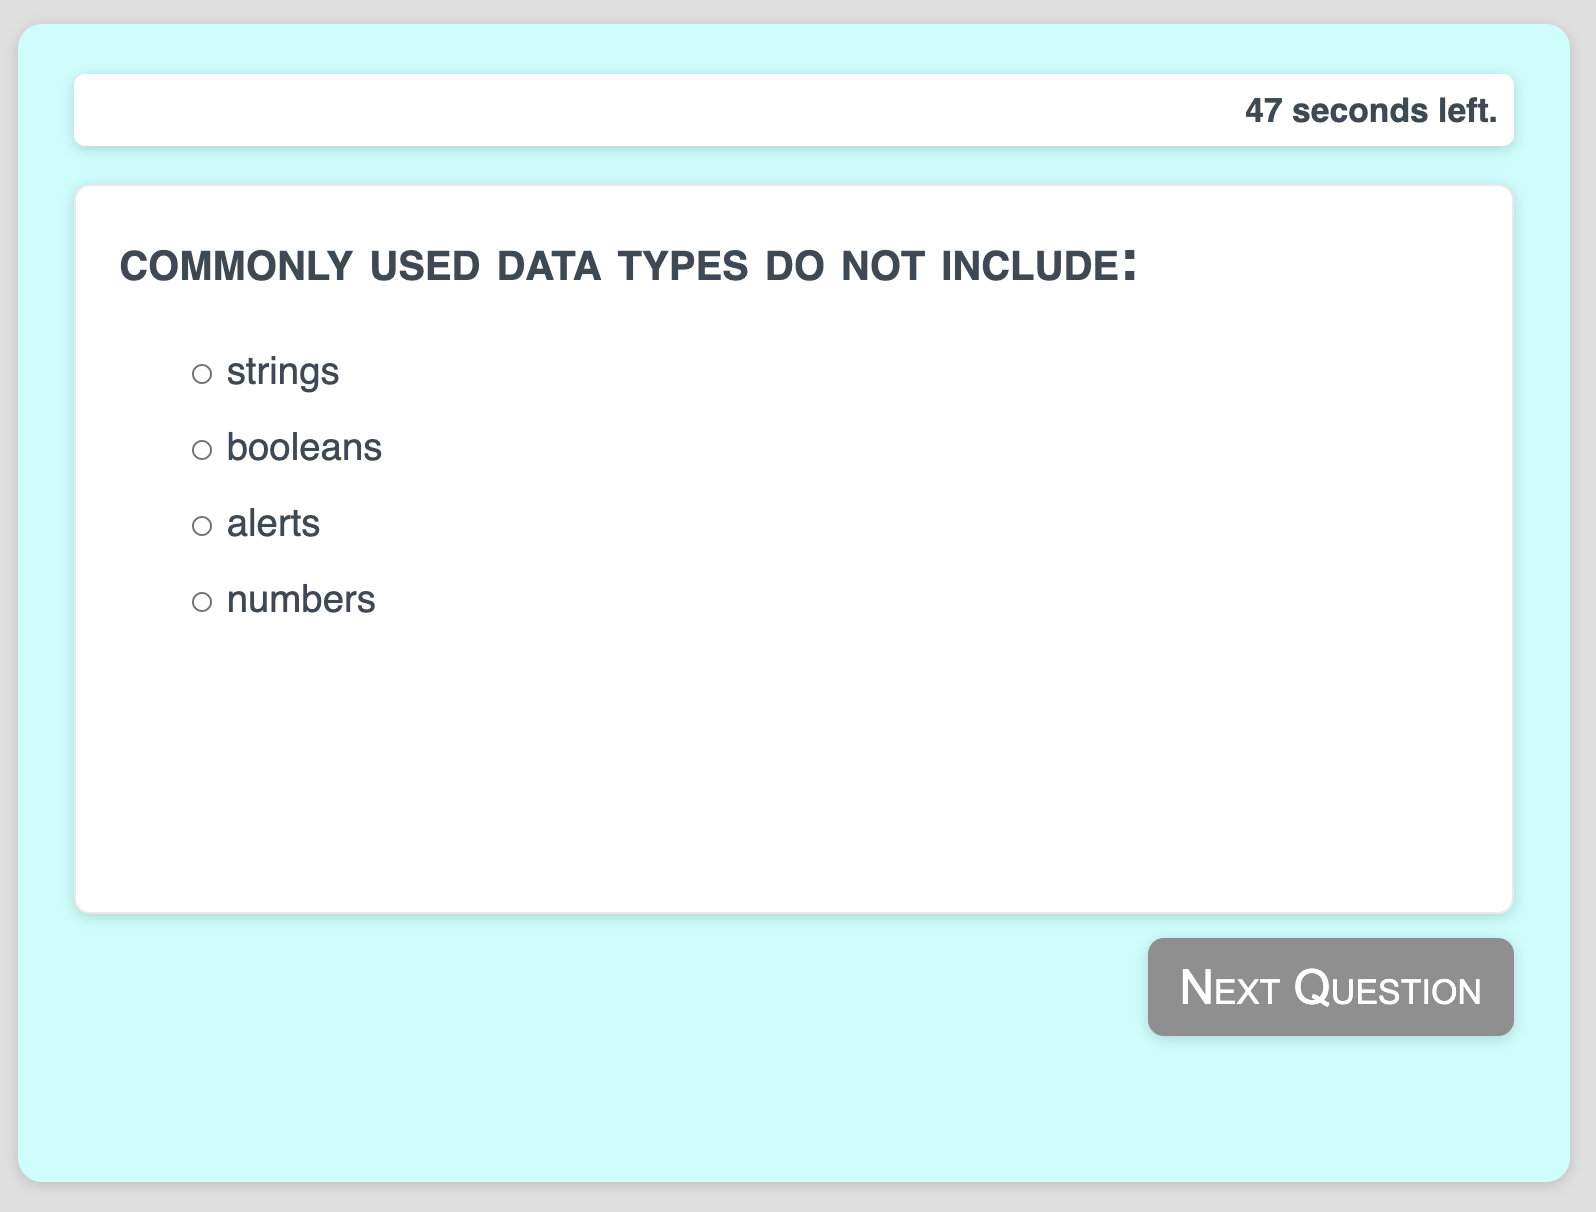 47 seconds left.
COMMONLY USED DATA TYPES DO NOT INCLUDE:
strings
booleans
alerts
numbers
NEXT QUESTION